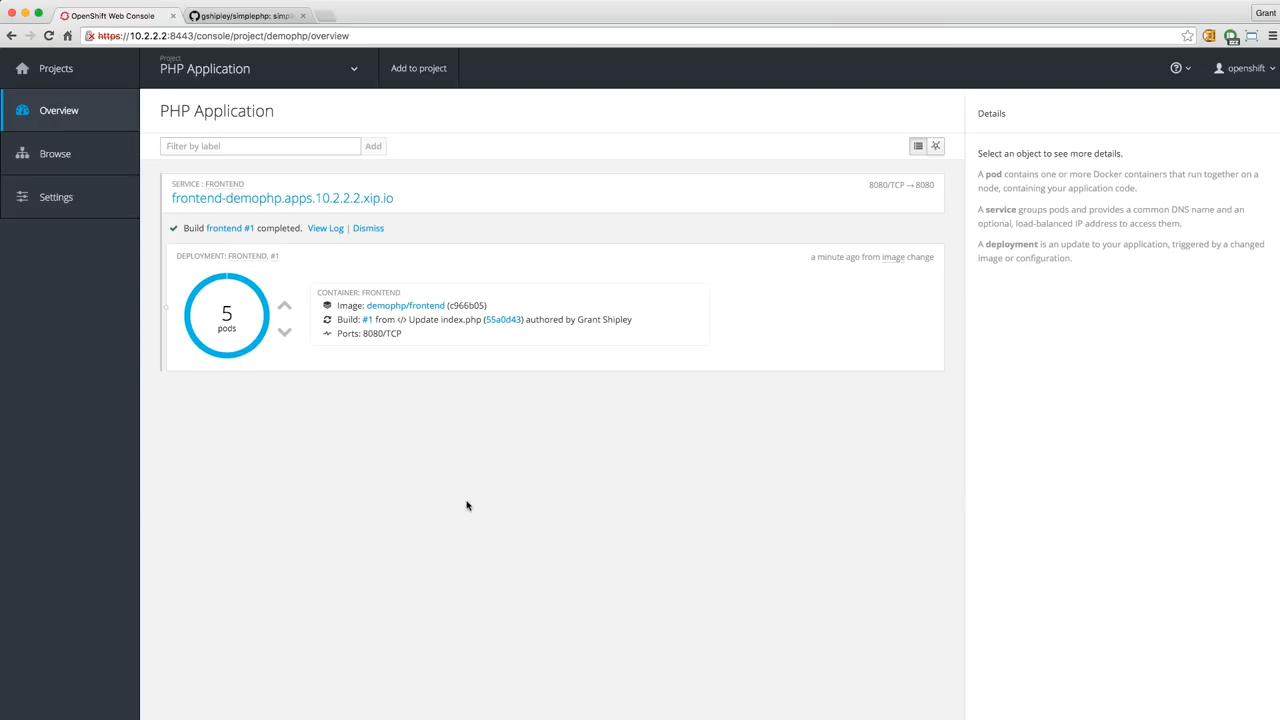 OpenShift Web Console
gshipley/simplephp: simpl
Grant
https://10.2.2.2:8443/console/project/demophp/overview
Projects
Project
PHP Application
Add to project
openshift
Overview
Browse
Settings
PHP Application
Filter by label
Add
SERVICE : FRONTEND
8080/TCP → 8080
frontend-demophp.apps.10.2.2.2.xip.io
Build frontend #1 completed. View Log | Dismiss
DEPLOYMENT: FRONTEND, #1
a minute ago from image change
5
pods
CONTAINER: FRONTEND
Image: demophp/frontend (c966b05)
Build: #1 from </> Update index.php (55a0d43) authored by Grant Shipley
Ports: 8080/TCP
Details
Select an object to see more details.
A pod contains one or more Docker containers that run together on a
node, containing your application code.
A service groups pods and provides a common DNS name and an
optional, load-balanced IP address to access them.
A deployment is an update to your application, triggered by a changed
image or configuration.